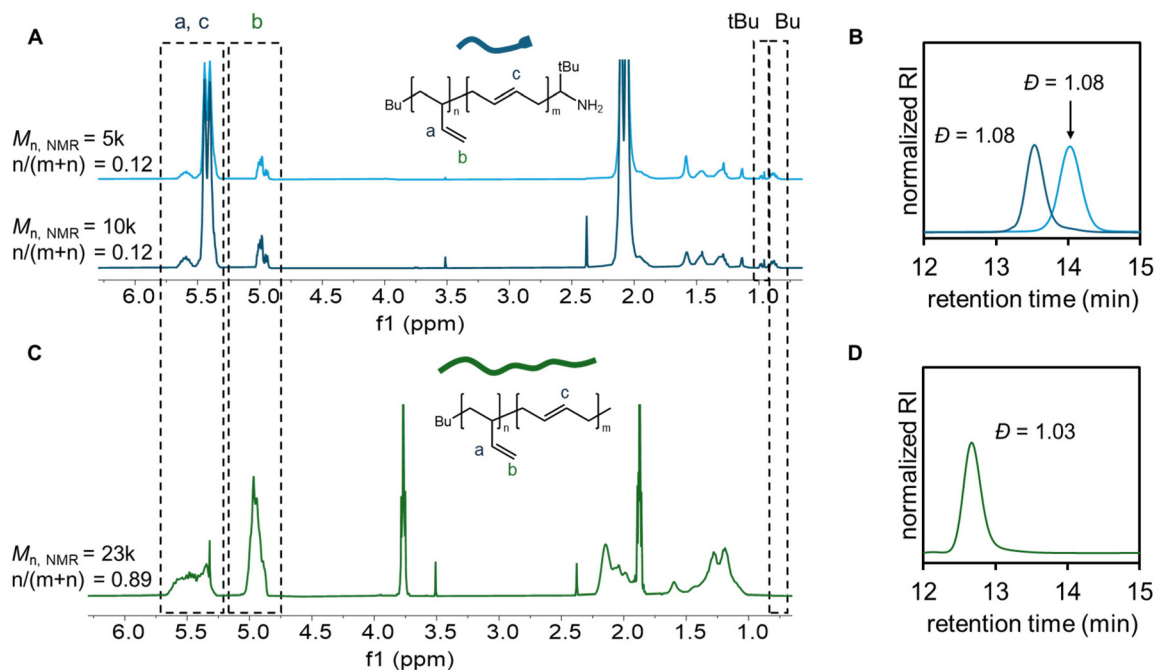 A
a, c
b
tBu
Bu
B
tBu
c
Bu
n
m
NH₂
a
b
Mn, NMR = 5k
n/(m+n) = 0.12
Mn, NMR = 10k
n/(m+n) = 0.12
6.0 5.5 5.0 4.5 4.0 3.5 3.0 2.5 2.0 1.5 1.0
f1 (ppm)
normalized RI
Đ = 1.08
Đ = 1.08
12 13 14 15
retention time (min)
C
c
Bu
n
m
a
b
Mn, NMR = 23k
n/(m+n) = 0.89
6.0 5.5 5.0 4.5 4.0 3.5 3.0 2.5 2.0 1.5 1.0
f1 (ppm)
D
normalized RI
Đ = 1.03
12 13 14 15
retention time (min)